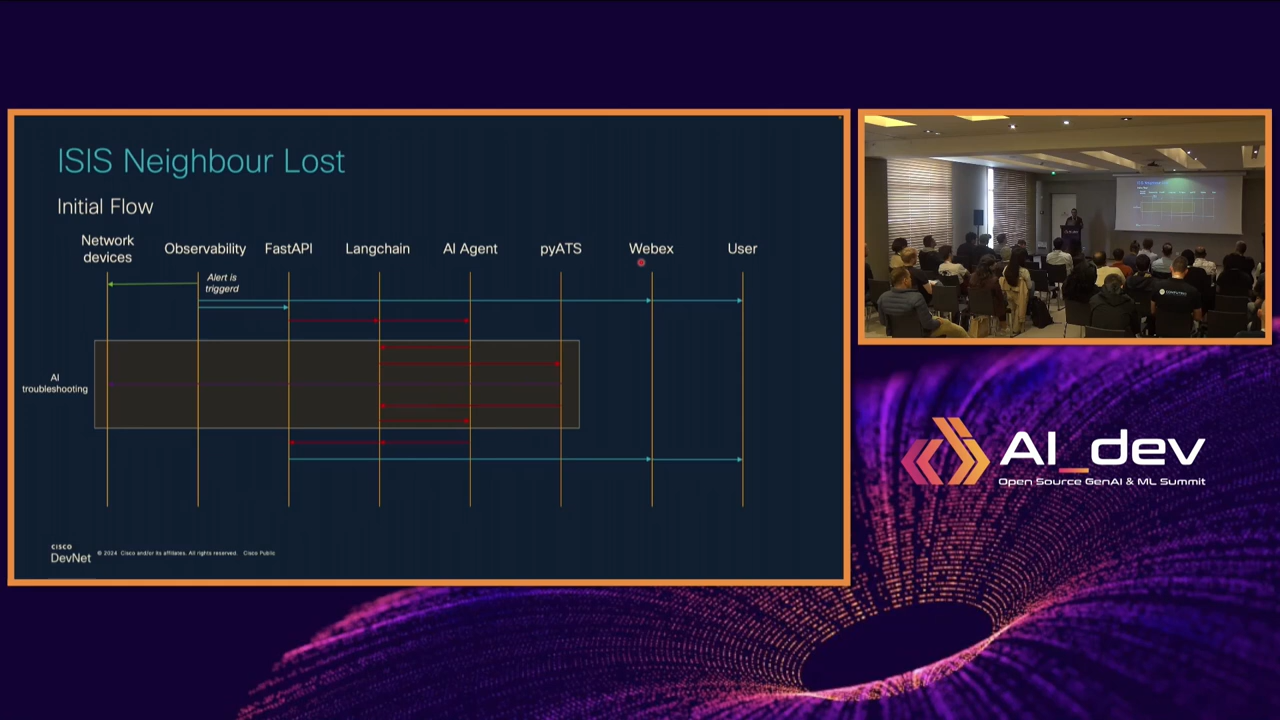 ISIS Neighbour Lost
Initial Flow
Network
devices
Observability
FastAPI
Langchain
AI Agent
pyATS
Webex
User
Alert is
triggerd
AI
troubleshooting
CISCO
DevNet
© 2024 Cisco and/or its affiliates. All rights reserved. Cisco Public
AI_dev
Open Source GenAI & ML Summit